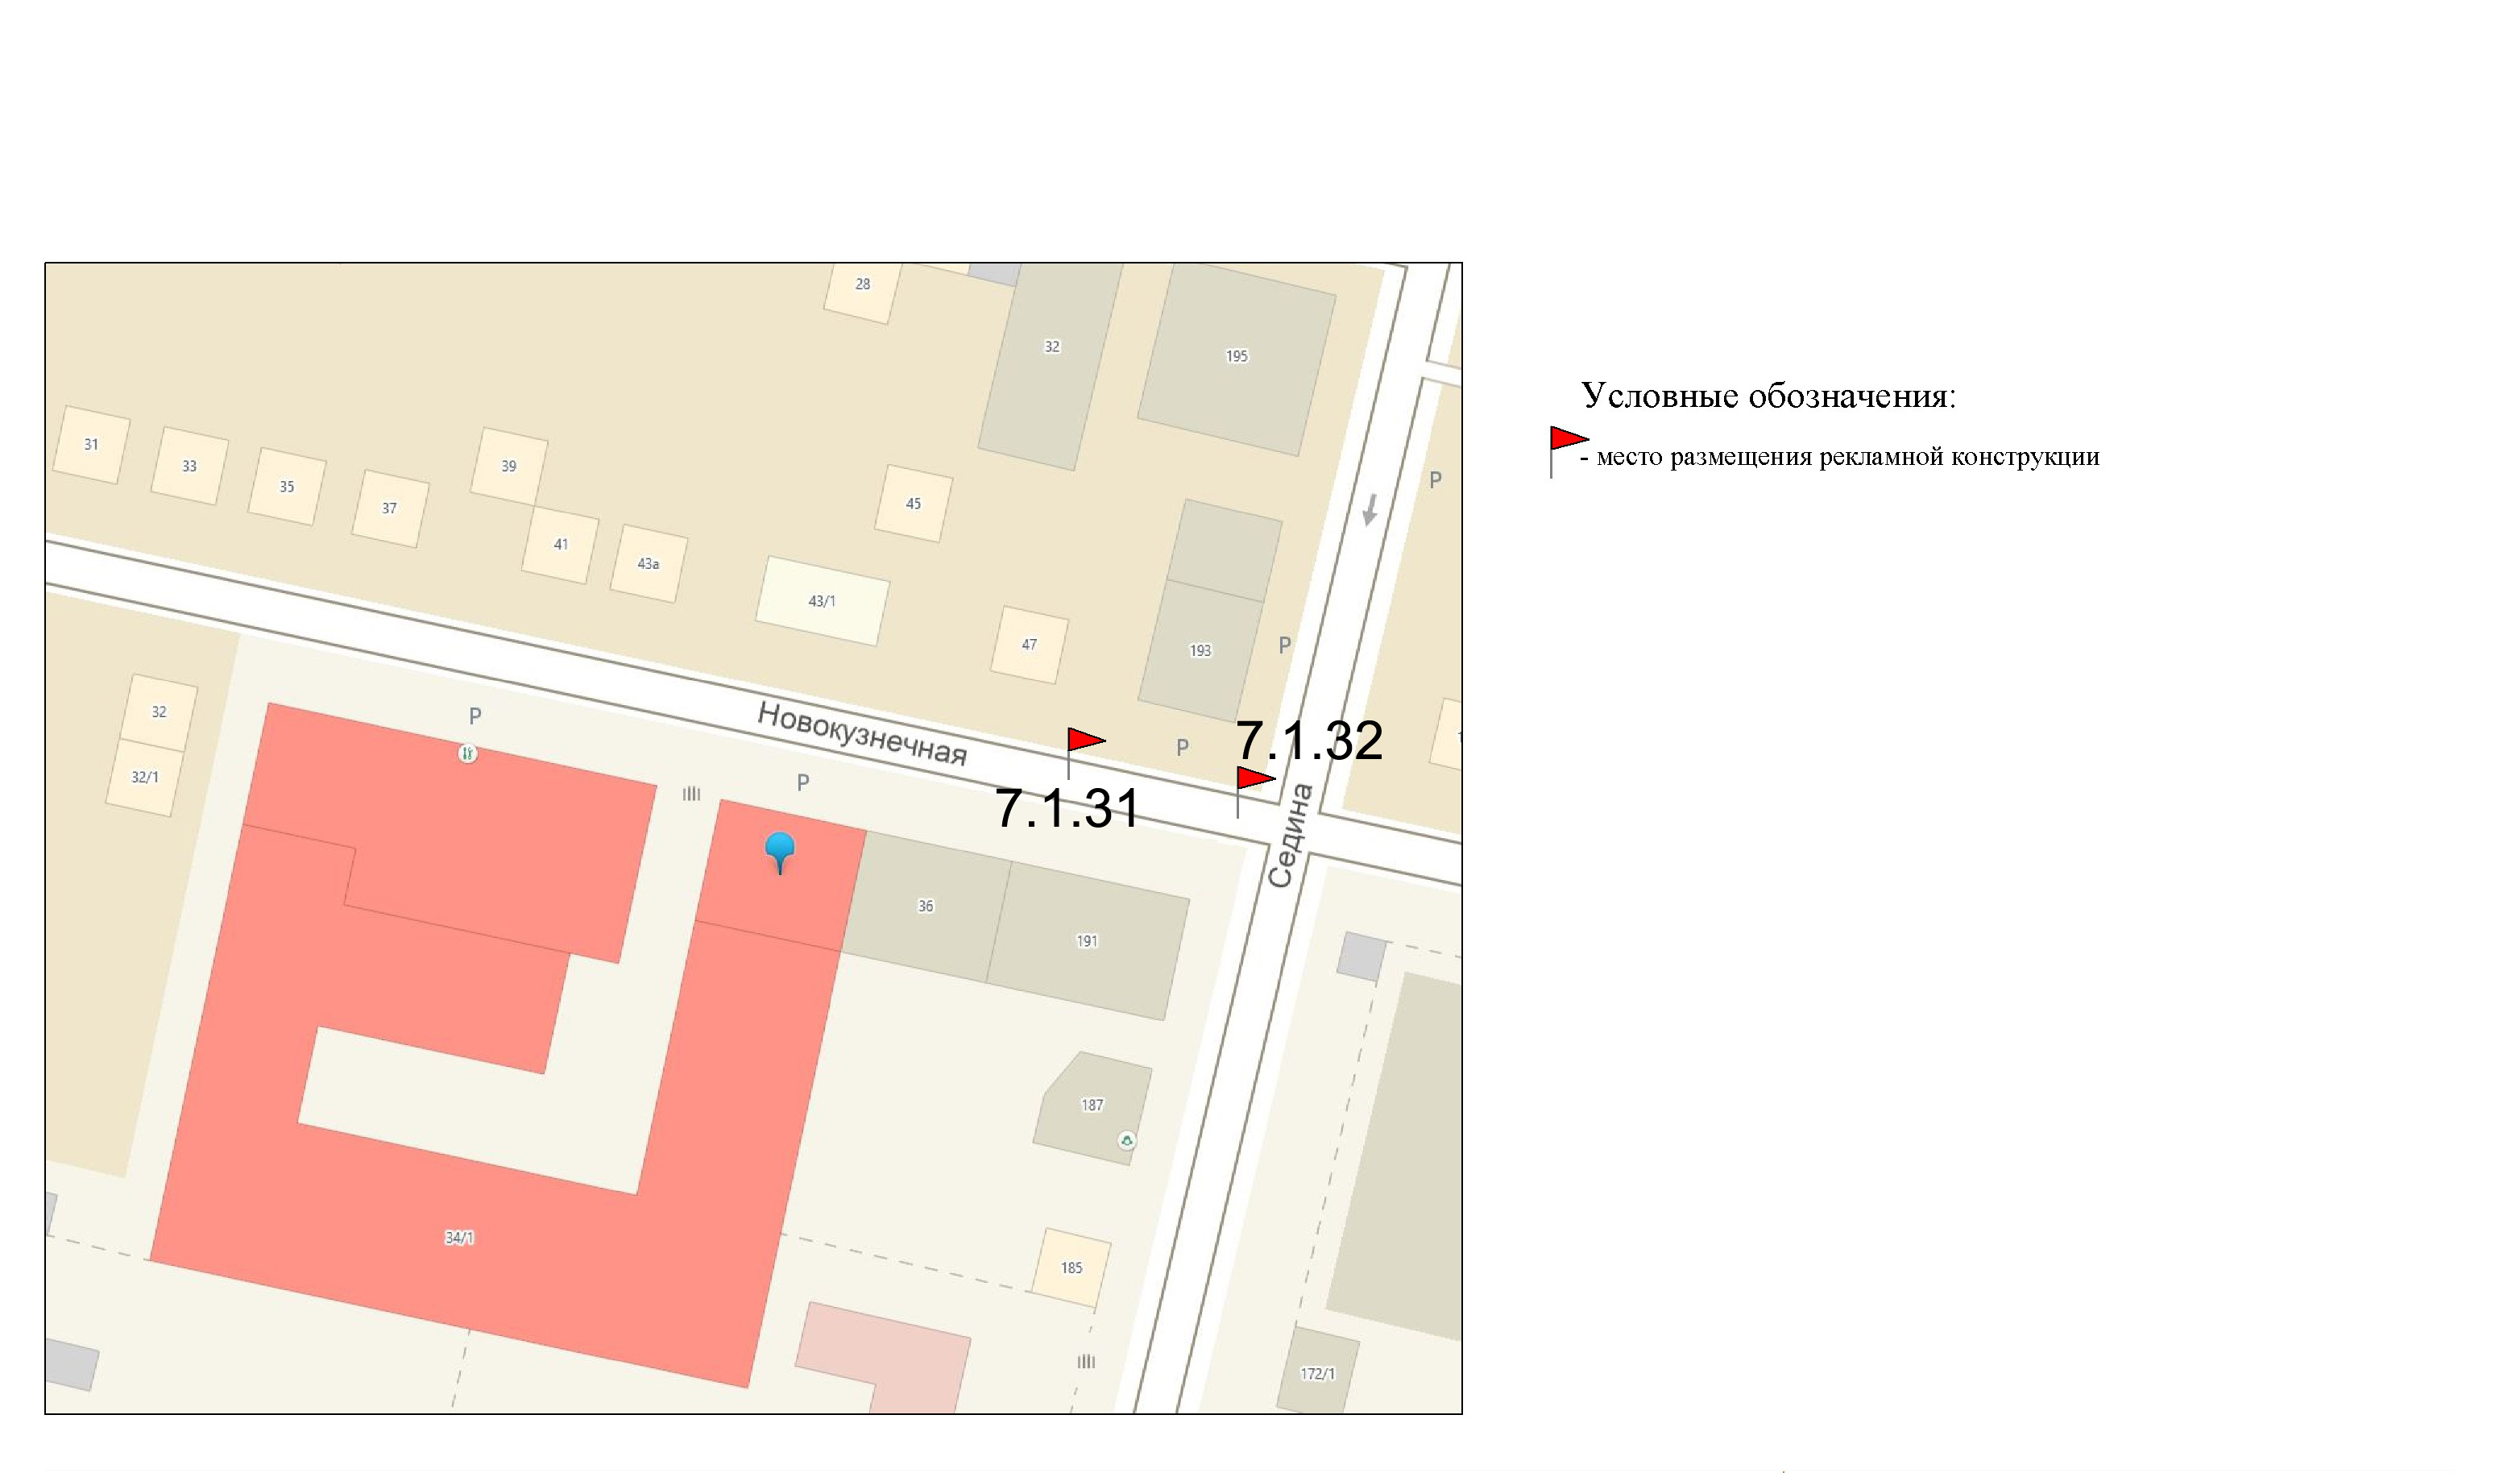 28
32
195
Условные обозначения:
- место размещения рекламной конструкции
31
33
35
37
39
41
43а
45
P
43/1
47
193
P
32
32/1
P
Новокузнечная
P
P
7.1.32
7.1.31
Седина
36
191
187
34/1
185
172/1